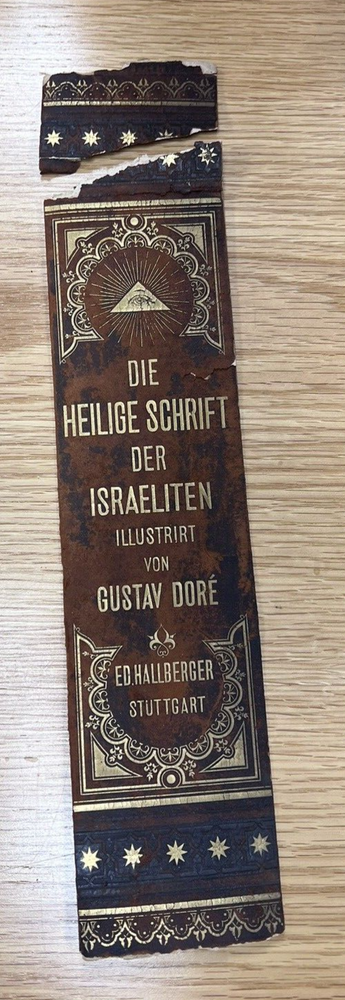 DIE
HEILIGE SCHRIFT
DER
ISRAELITEN
ILLUSTRIRT
VON
GUSTAV DORÉ
ED. HALLBERGER
STUTTGART